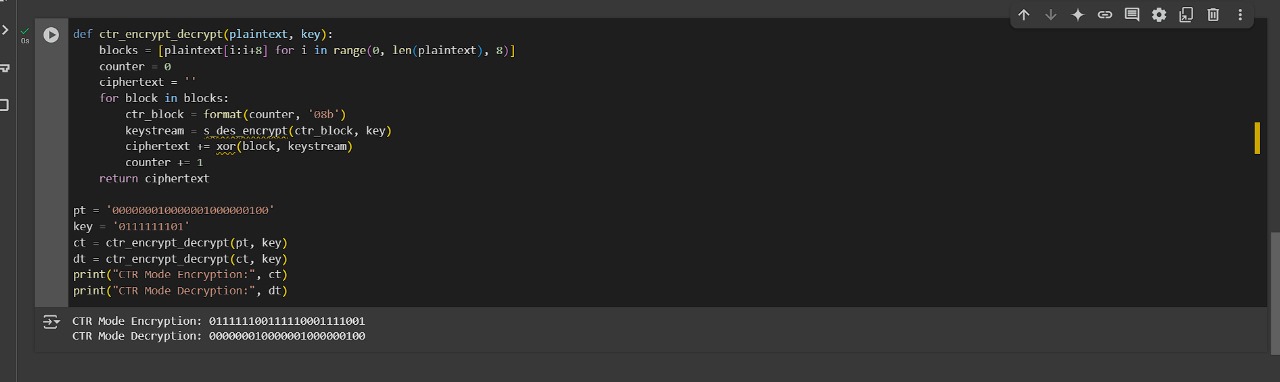 0s
def ctr_encrypt_decrypt(plaintext, key):
    blocks = [plaintext[i:i+8] for i in range(0, len(plaintext), 8)]
    counter = 0
    ciphertext = ''
    for block in blocks:
        ctr_block = format(counter, '08b')
        keystream = s_des_encrypt(ctr_block, key)
        ciphertext += xor(block, keystream)
        counter += 1
    return ciphertext

pt = '000000010000001000000100'
key = '0111111101'
ct = ctr_encrypt_decrypt(pt, key)
dt = ctr_encrypt_decrypt(ct, key)
print("CTR Mode Encryption:", ct)
print("CTR Mode Decryption:", dt)
CTR Mode Encryption: 011111100111110001111001
CTR Mode Decryption: 000000010000001000000100